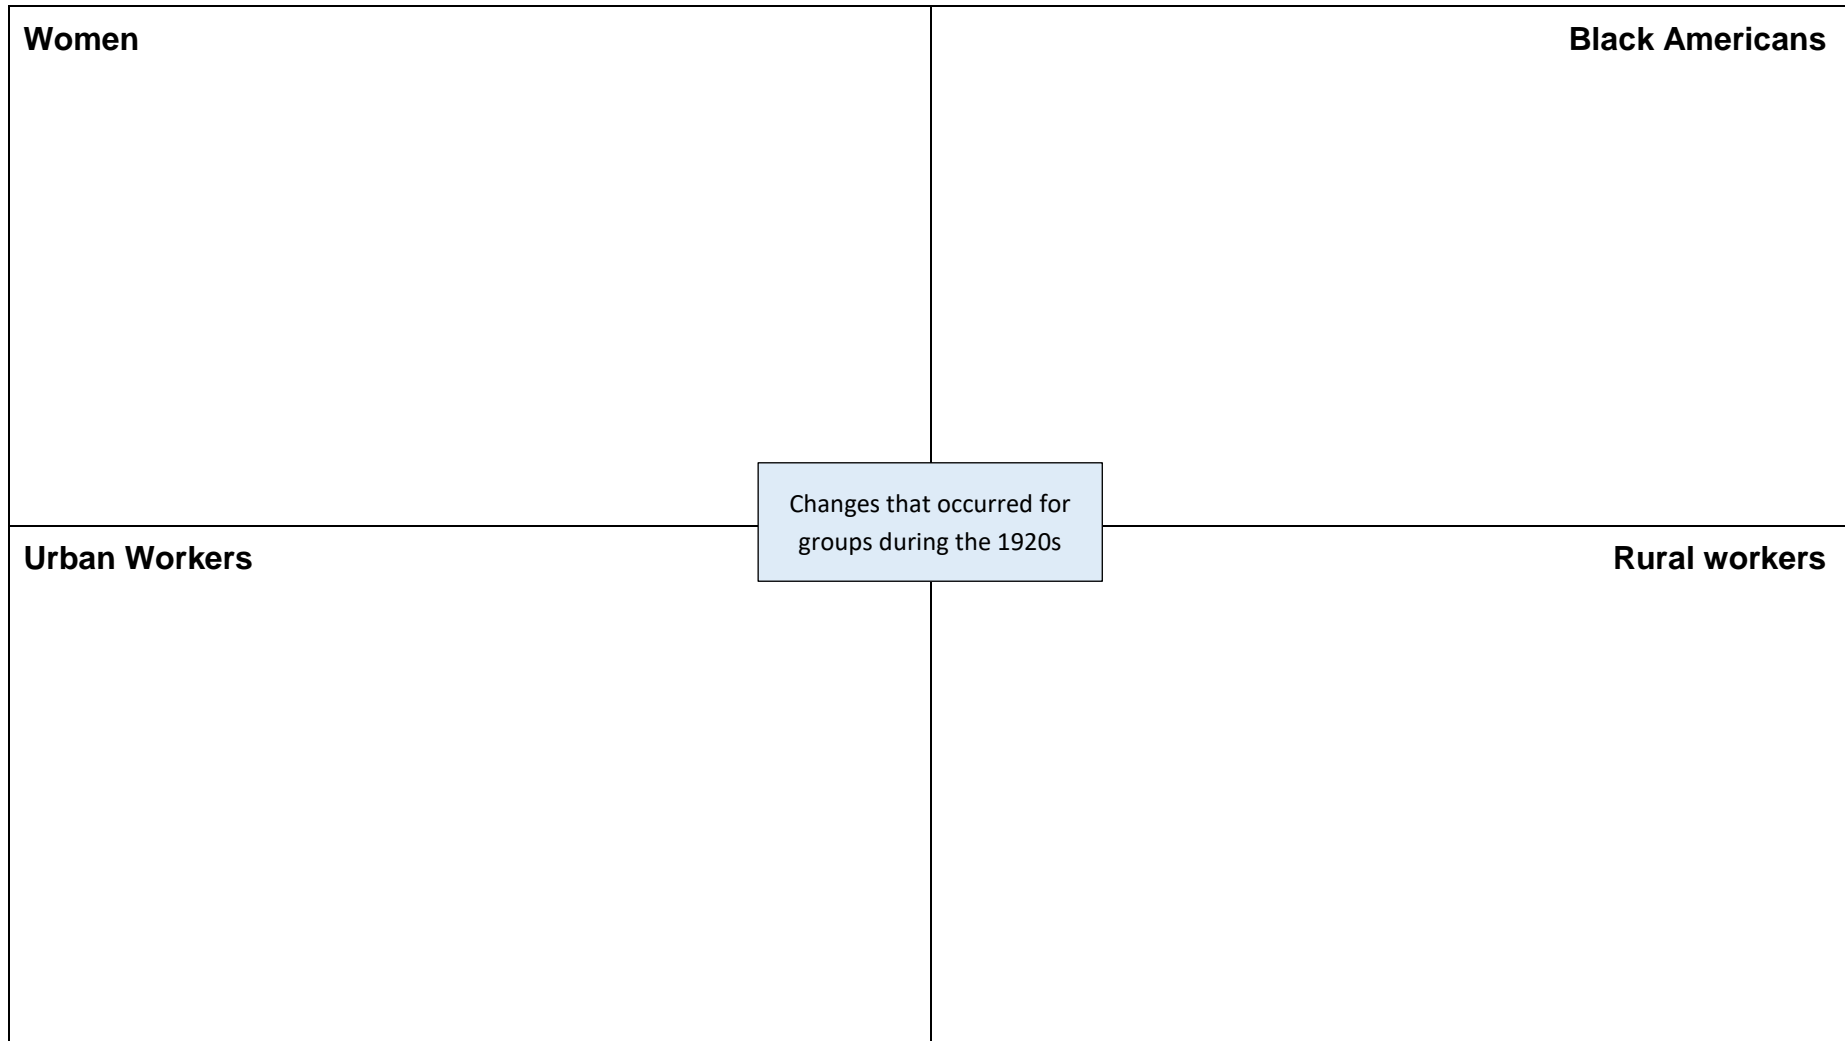 Women
Black Americans
Changes that occurred for
groups during the 1920s
Urban Workers
Rural workers